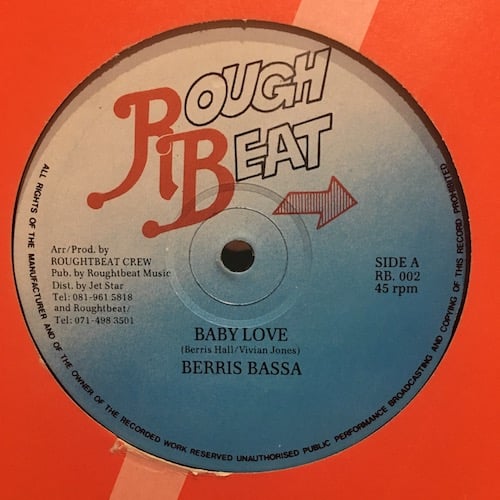 ROUGH
BEAT
Arr/Prod. by
ROUGHTBEAT CREW
Pub. by Roughtbeat Music
Dist. by Jet Star
Tel: 081-961 5818
and Roughtbeat/
Tel: 071-498 3501
SIDE A
RB. 002
45 rpm
BABY LOVE
(Berris Hall/Vivian Jones)
BERRIS BASSA
ALL RIGHTS OF THE MANUFACTURER AND OF THE OWNER OF THE RECORDED WORK RESERVED UNAUTHORISED PUBLIC PERFORMANCE BROADCASTING AND COPYING OF THIS RECORD PROHIBITED